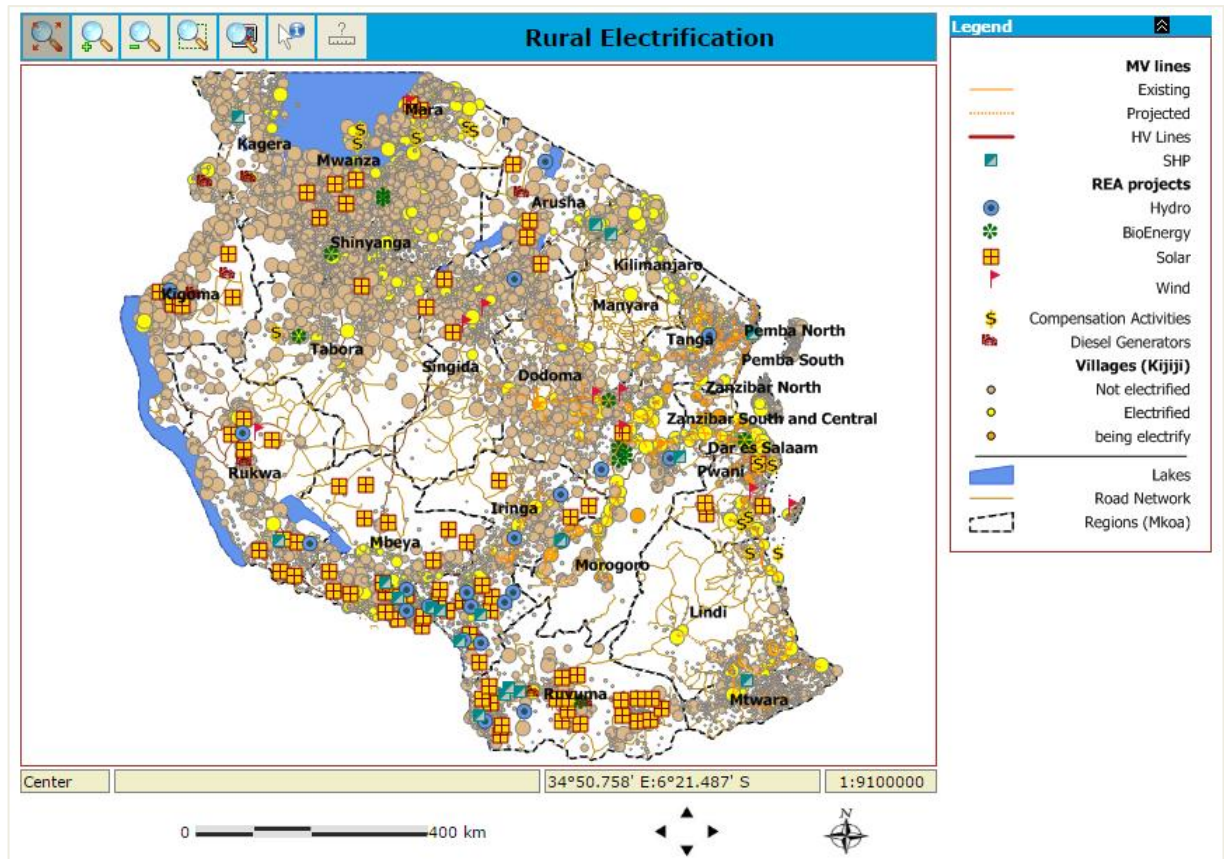 Rural Electrification
Mara
Kagera
Mwanza
Arusha
Shinyanga
Kilimanjaro
Kigoma
Manyara
Pemba North
Tanga
Tabora
Pemba South
Singida
Dodoma
Zanzibar North
Zanzibar South and Central
Dar es Salaam
Rukwa
Pwani
Iringa
Mbeya
Morogoro
Lindi
Ruvuma
Mtwara
Center
34°50.758' E:6°21.487' S
1:9100000
0
400 km
N
Legend
MV lines
Existing
Projected
HV Lines
SHP
REA projects
Hydro
BioEnergy
Solar
Wind
$ Compensation Activities
Diesel Generators
Villages (Kijiji)
Not electrified
Electrified
being electrify
Lakes
Road Network
Regions (Mkoa)